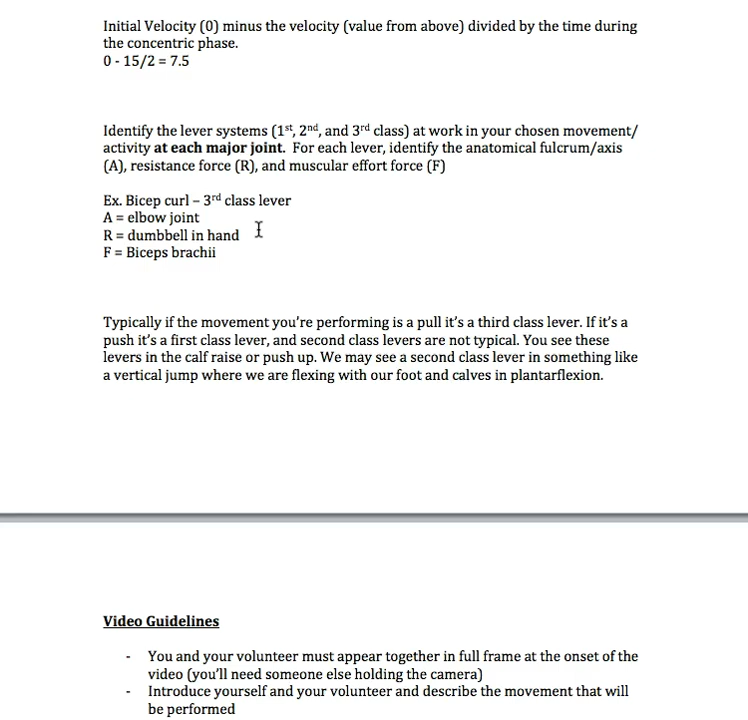 Initial Velocity (0) minus the velocity (value from above) divided by the time during
the concentric phase.
0 - 15/2 = 7.5
Identify the lever systems (1st, 2nd, and 3rd class) at work in your chosen movement/
activity at each major joint. For each lever, identify the anatomical fulcrum/axis
(A), resistance force (R), and muscular effort force (F)
Ex. Bicep curl – 3rd class lever
A = elbow joint
R = dumbbell in hand
F = Biceps brachii
Typically if the movement you're performing is a pull it's a third class lever. If it's a
push it's a first class lever, and second class levers are not typical. You see these
levers in the calf raise or push up. We may see a second class lever in something like
a vertical jump where we are flexing with our foot and calves in plantarflexion.
Video Guidelines
- You and your volunteer must appear together in full frame at the onset of the
video (you'll need someone else holding the camera)
- Introduce yourself and your volunteer and describe the movement that will
be performed